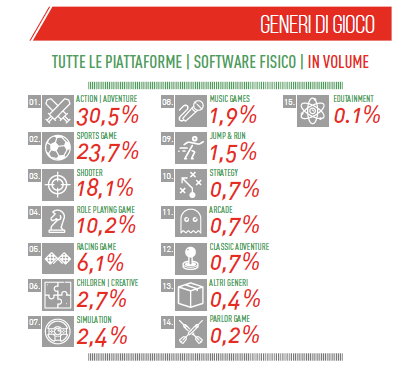 GENERI DI GIOCO
TUTTE LE PIATTAFORME | SOFTWARE FISICO | IN VOLUME
01. ACTION | ADVENTURE
30,5%
02. SPORTS GAME
23,7%
03. SHOOTER
18,1%
04. ROLE PLAYING GAME
10,2%
05. RACING GAME
6,1%
06. CHILDREN | CREATIVE
2,7%
07. SIMULATION
2,4%
08. MUSIC GAMES
1,9%
09. JUMP & RUN
1,5%
10. STRATEGY
0,7%
11. ARCADE
0,7%
12. CLASSIC ADVENTURE
0,7%
13. ALTRI GENERI
0,4%
14. PARLOR GAME
0,2%
15. EDUTAINMENT
0.1%